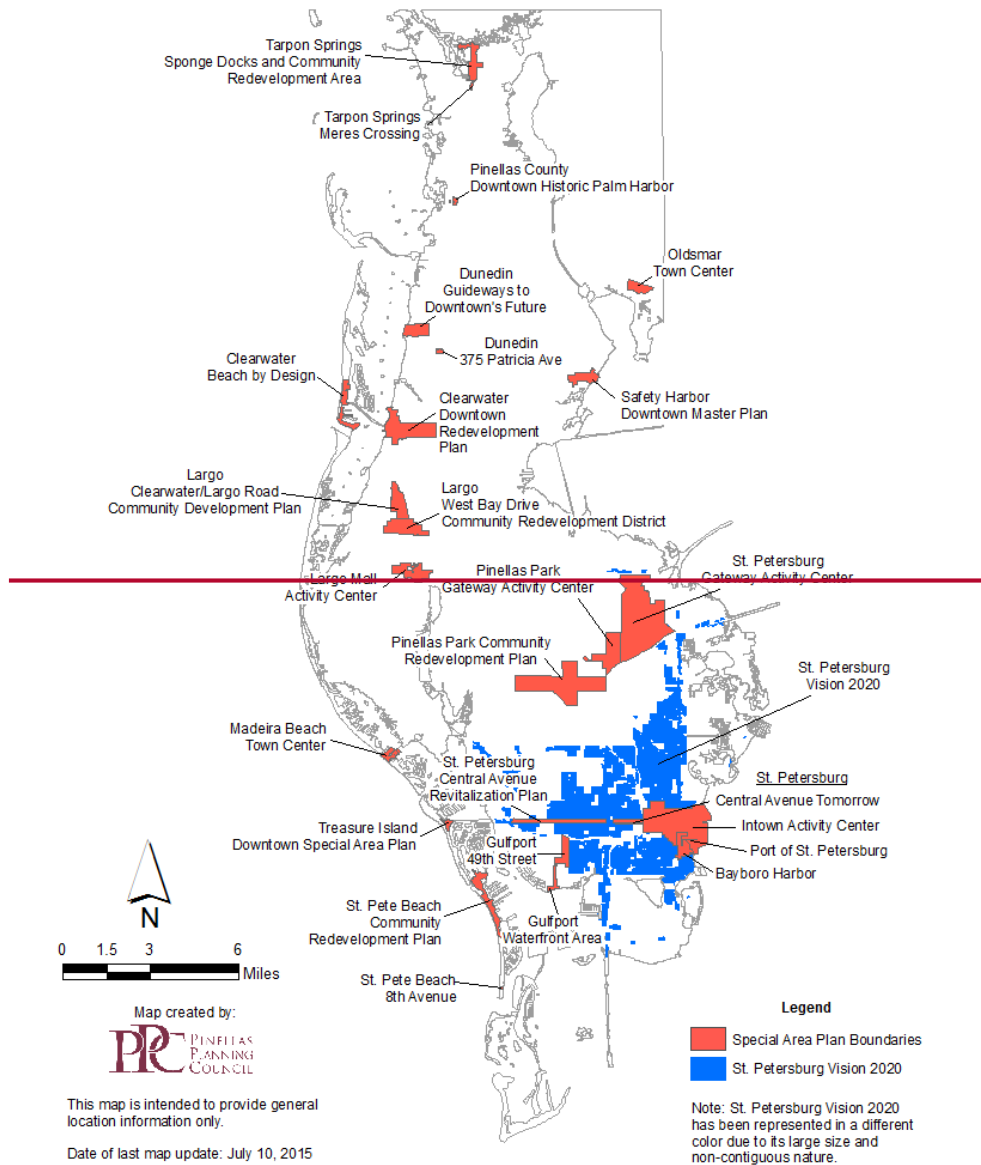 Tarpon Springs
Sponge Docks and Community
Redevelopment Area
Tarpon Springs
Meres Crossing
Pinellas County
Downtown Historic Palm Harbor
Oldsmar
Town Center
Dunedin
Guideways to
Downtown's Future
Dunedin
375 Patricia Ave
Clearwater
Beach by Design
Clearwater
Downtown
Redevelopment
Plan
Safety Harbor
Downtown Master Plan
Largo
Clearwater/Largo Road
Community Development Plan
Largo
West Bay Drive
Community Redevelopment District
Largo Mall
Activity Center
Pinellas Park
Gateway Activity Center
St. Petersburg
Gateway Activity Center
Pinellas Park Community
Redevelopment Plan
St. Petersburg
Vision 2020
Madeira Beach
Town Center
St. Petersburg
Central Avenue
Revitalization Plan
St. Petersburg
Central Avenue Tomorrow
Intown Activity Center
Port of St. Petersburg
Bayboro Harbor
Treasure Island
Downtown Special Area Plan
Gulfport
49th Street
St. Pete Beach
Community
Redevelopment Plan
Gulfport
Waterfront Area
St. Pete Beach
8th Avenue
N
0 1.5 3 6
Miles
Map created by:
PPC PINELLAS
PLANNING
COUNCIL
This map is intended to provide general
location information only.
Date of last map update: July 10, 2015
Legend
Special Area Plan Boundaries
St. Petersburg Vision 2020
Note: St. Petersburg Vision 2020
has been represented in a different
color due to its large size and
non-contiguous nature.